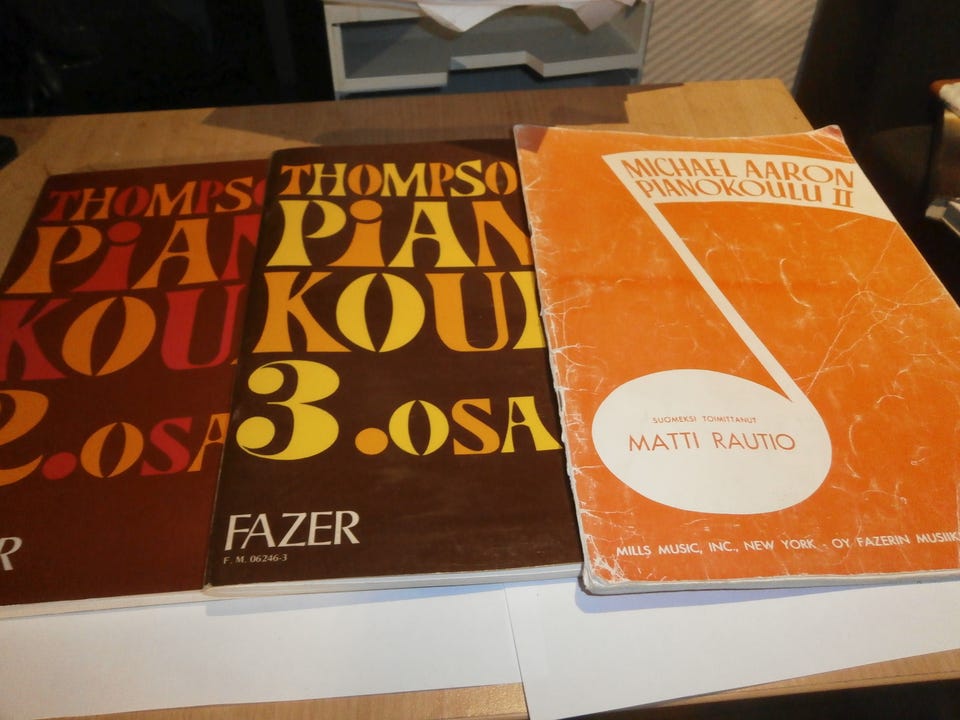 THOMPSO
PiAN
KOU
2.OSA
R
THOMPSO
PiAN
KOUL
3.OSA
FAZER
F. M. 06246-3
MICHAEL AARON
PIANOKOULU II
SUOMEKSI TOIMITTANUT
MATTI RAUTIO
MILLS MUSIC, INC., NEW YORK - OY FAZERIN MUSIIK